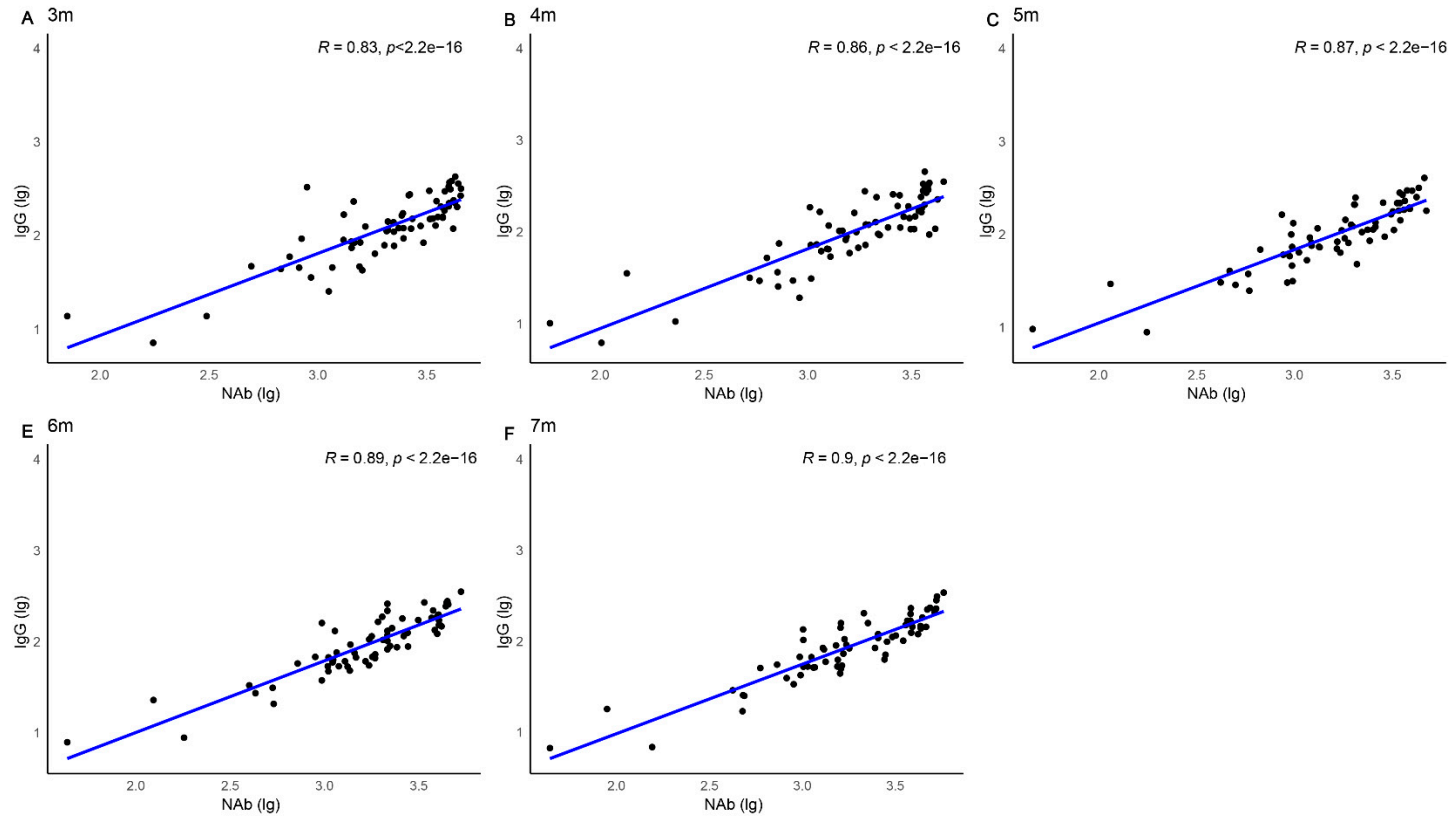 A 3m
R = 0.83, p<2.2e−16
4
3
2
1
IgG (lg)
2.0 2.5 3.0 3.5
NAb (lg)
B 4m
R = 0.86, p < 2.2e−16
4
3
2
1
IgG (lg)
2.0 2.5 3.0 3.5
NAb (lg)
C 5m
R = 0.87, p < 2.2e−16
4
3
2
1
IgG (lg)
2.0 2.5 3.0 3.5
NAb (lg)
E 6m
R = 0.89, p < 2.2e−16
4
3
2
1
IgG (lg)
2.0 2.5 3.0 3.5
NAb (lg)
F 7m
R = 0.9, p < 2.2e−16
4
3
2
1
IgG (lg)
2.0 2.5 3.0 3.5
NAb (lg)